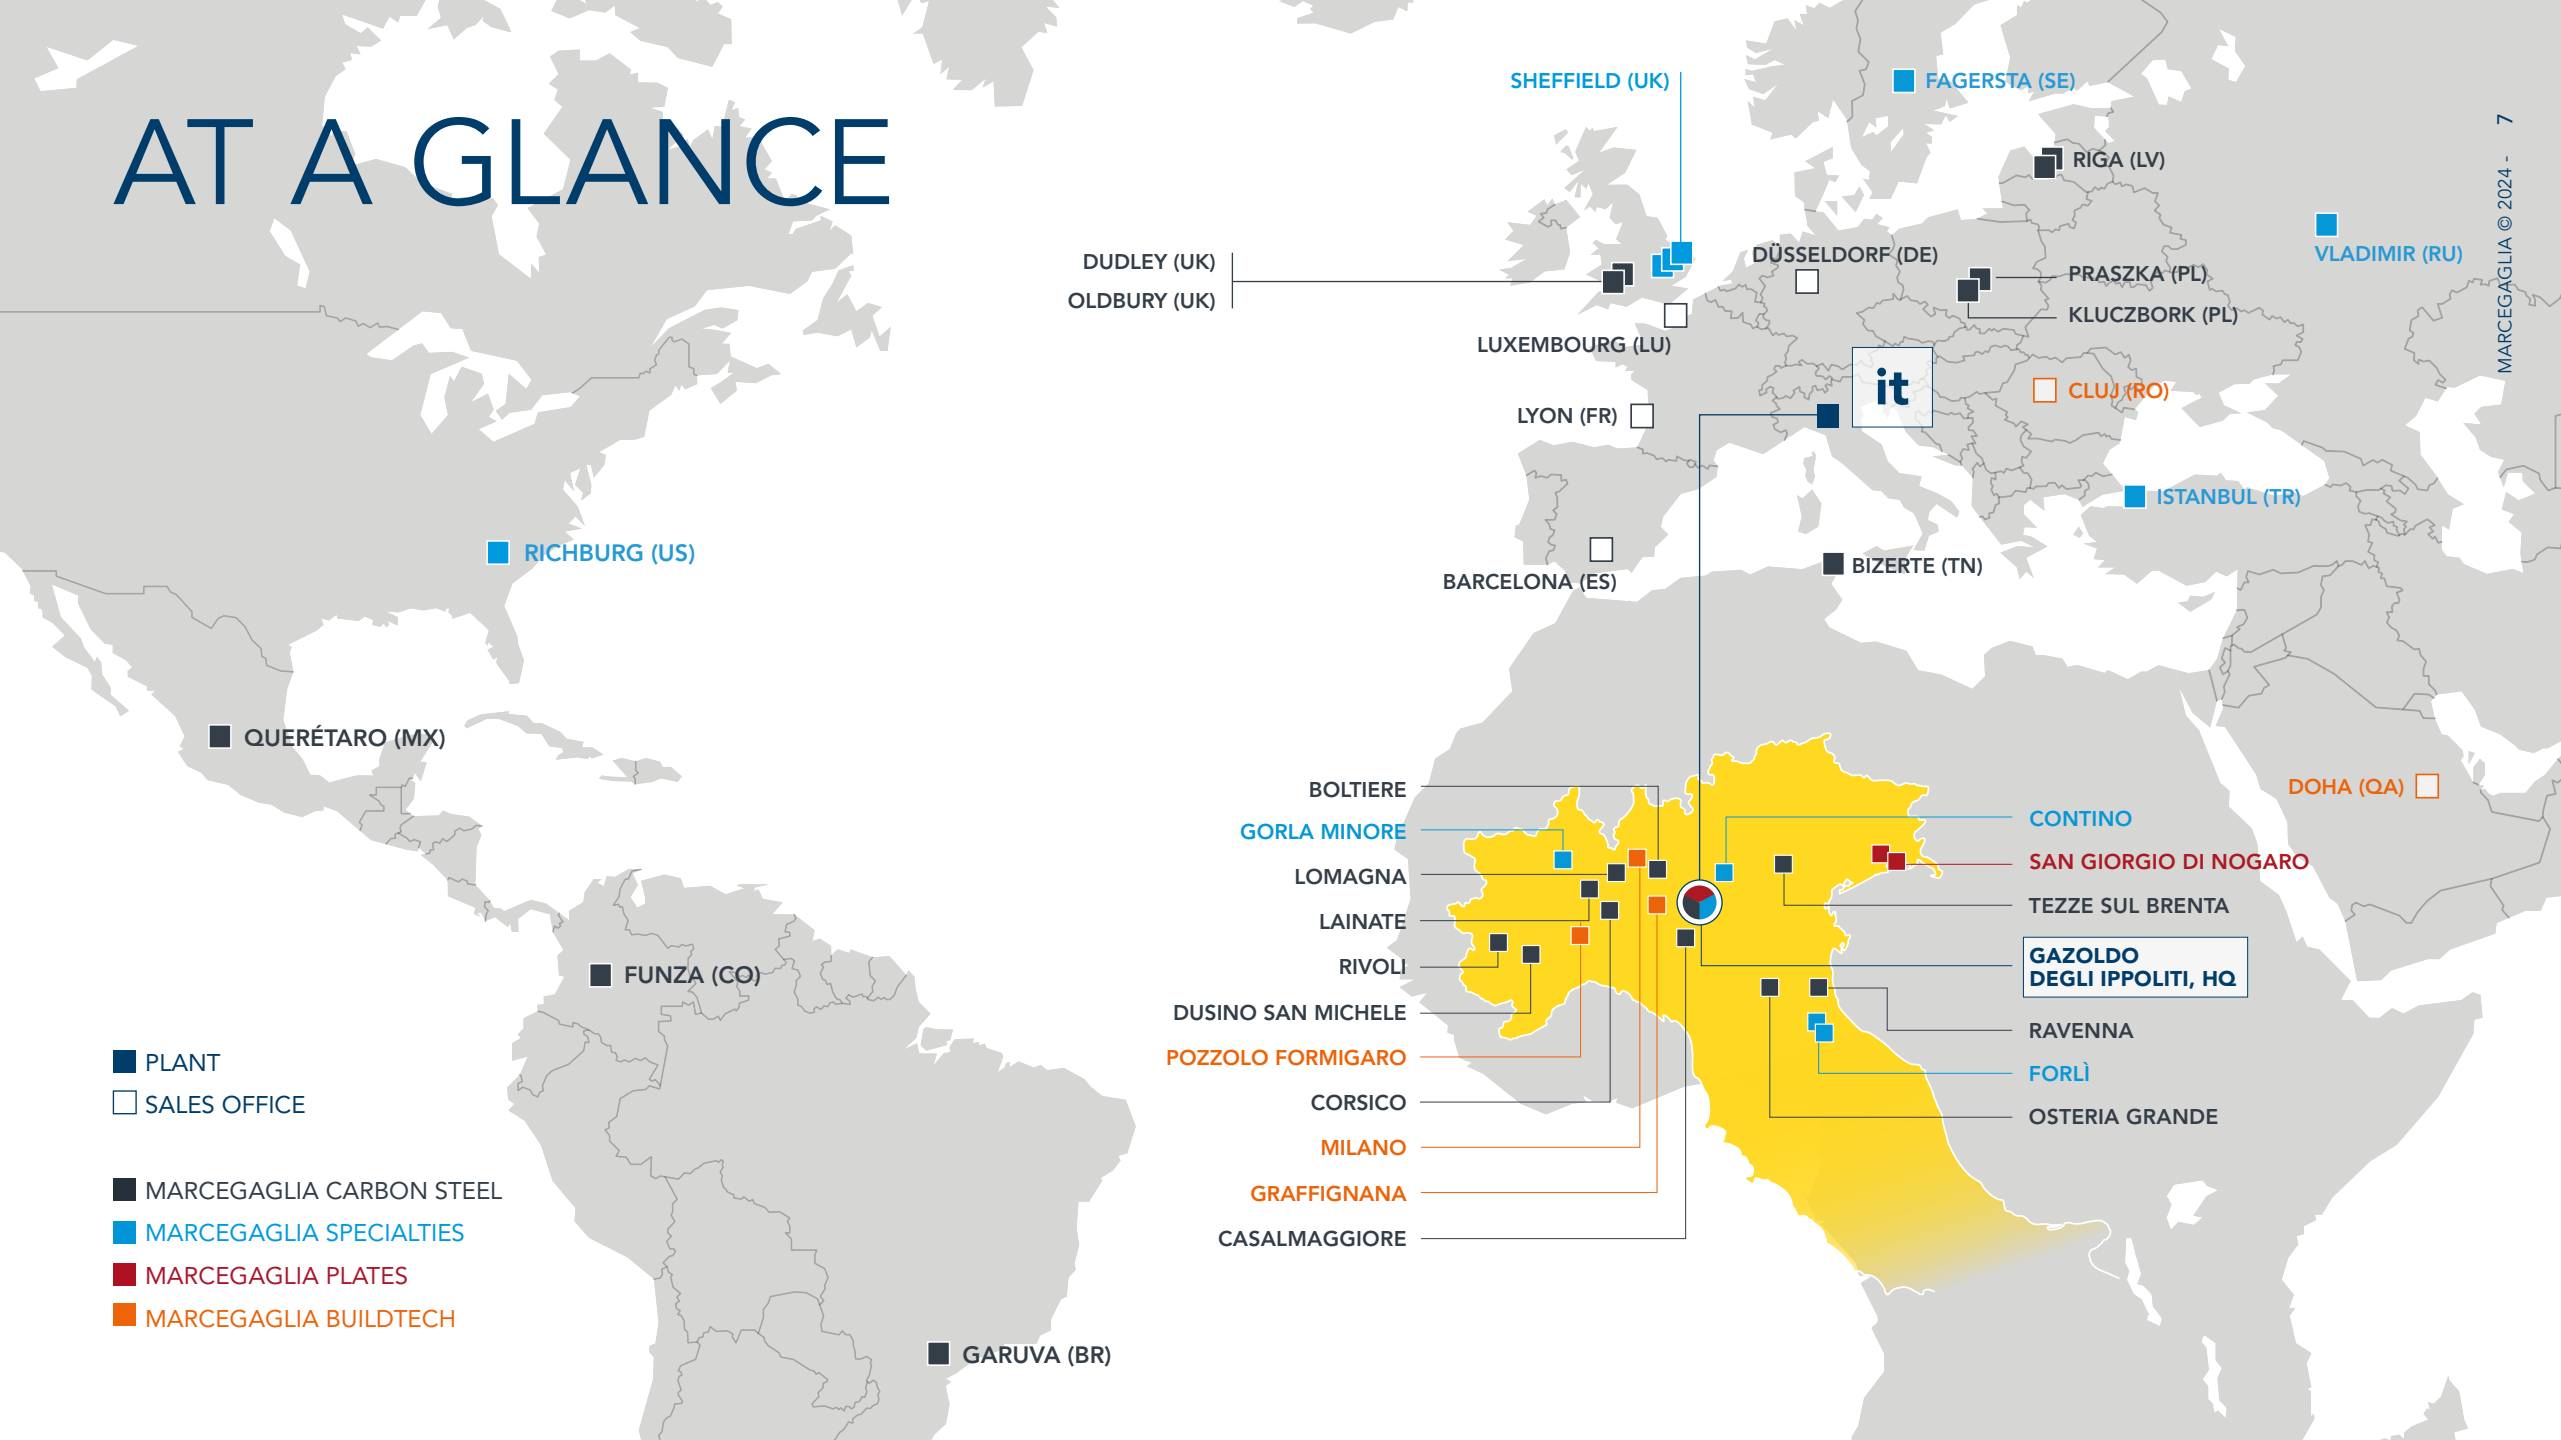 AT A GLANCE
SHEFFIELD (UK)
FAGERSTA (SE)
RIGA (LV)
MARCEGAGLIA © 2024 - 7
DUDLEY (UK)
OLDBURY (UK)
DÜSSELDORF (DE)
VLADIMIR (RU)
PRASZKA (PL)
KLUCZBORK (PL)
LUXEMBOURG (LU)
it
CLUJ (RO)
LYON (FR)
ISTANBUL (TR)
RICHBURG (US)
BIZERTE (TN)
BARCELONA (ES)
QUERÉTARO (MX)
BOLTIERE
GORLA MINORE
LOMAGNA
LAINATE
RIVOLI
DUSINO SAN MICHELE
POZZOLO FORMIGARO
CORSICO
MILANO
GRAFFIGNANA
CASALMAGGIORE
DOHA (QA)
CONTINO
SAN GIORGIO DI NOGARO
TEZZE SUL BRENTA
GAZOLDO
DEGLI IPPOLITI, HQ
RAVENNA
FORLÌ
OSTERIA GRANDE
FUNZA (CO)
GARUVA (BR)
PLANT
SALES OFFICE
MARCEGAGLIA CARBON STEEL
MARCEGAGLIA SPECIALTIES
MARCEGAGLIA PLATES
MARCEGAGLIA BUILDTECH